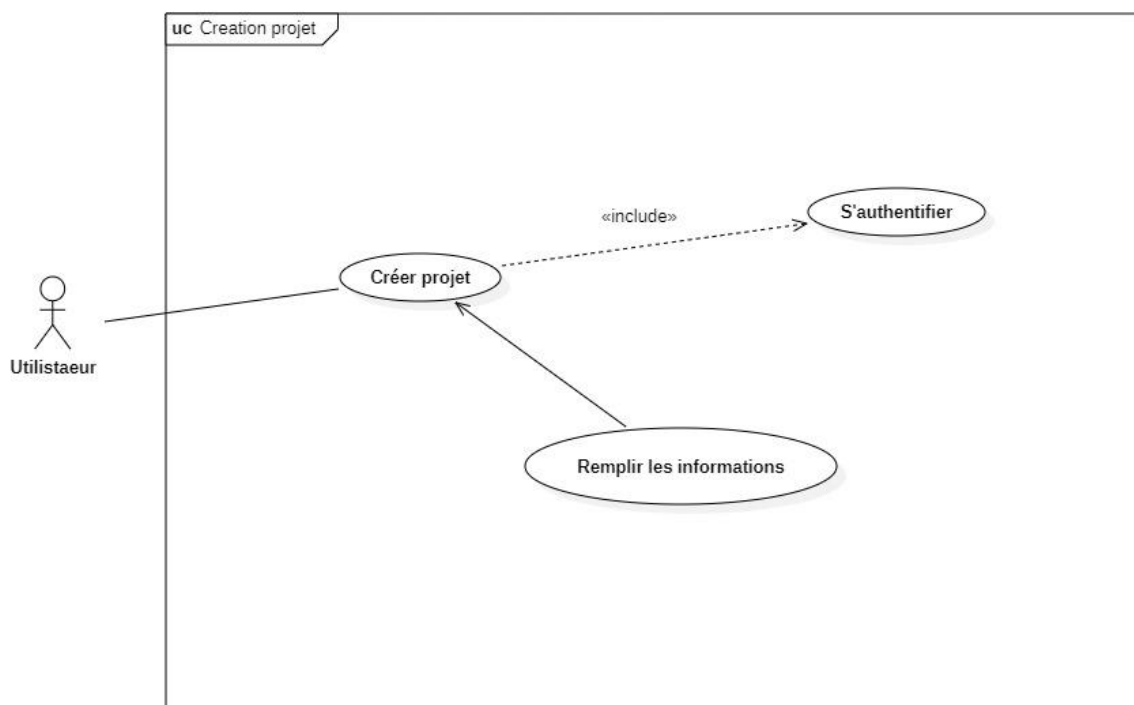 uc Creation projet
«include»
S'authentifier
Créer projet
Utilistaeur
Remplir les informations